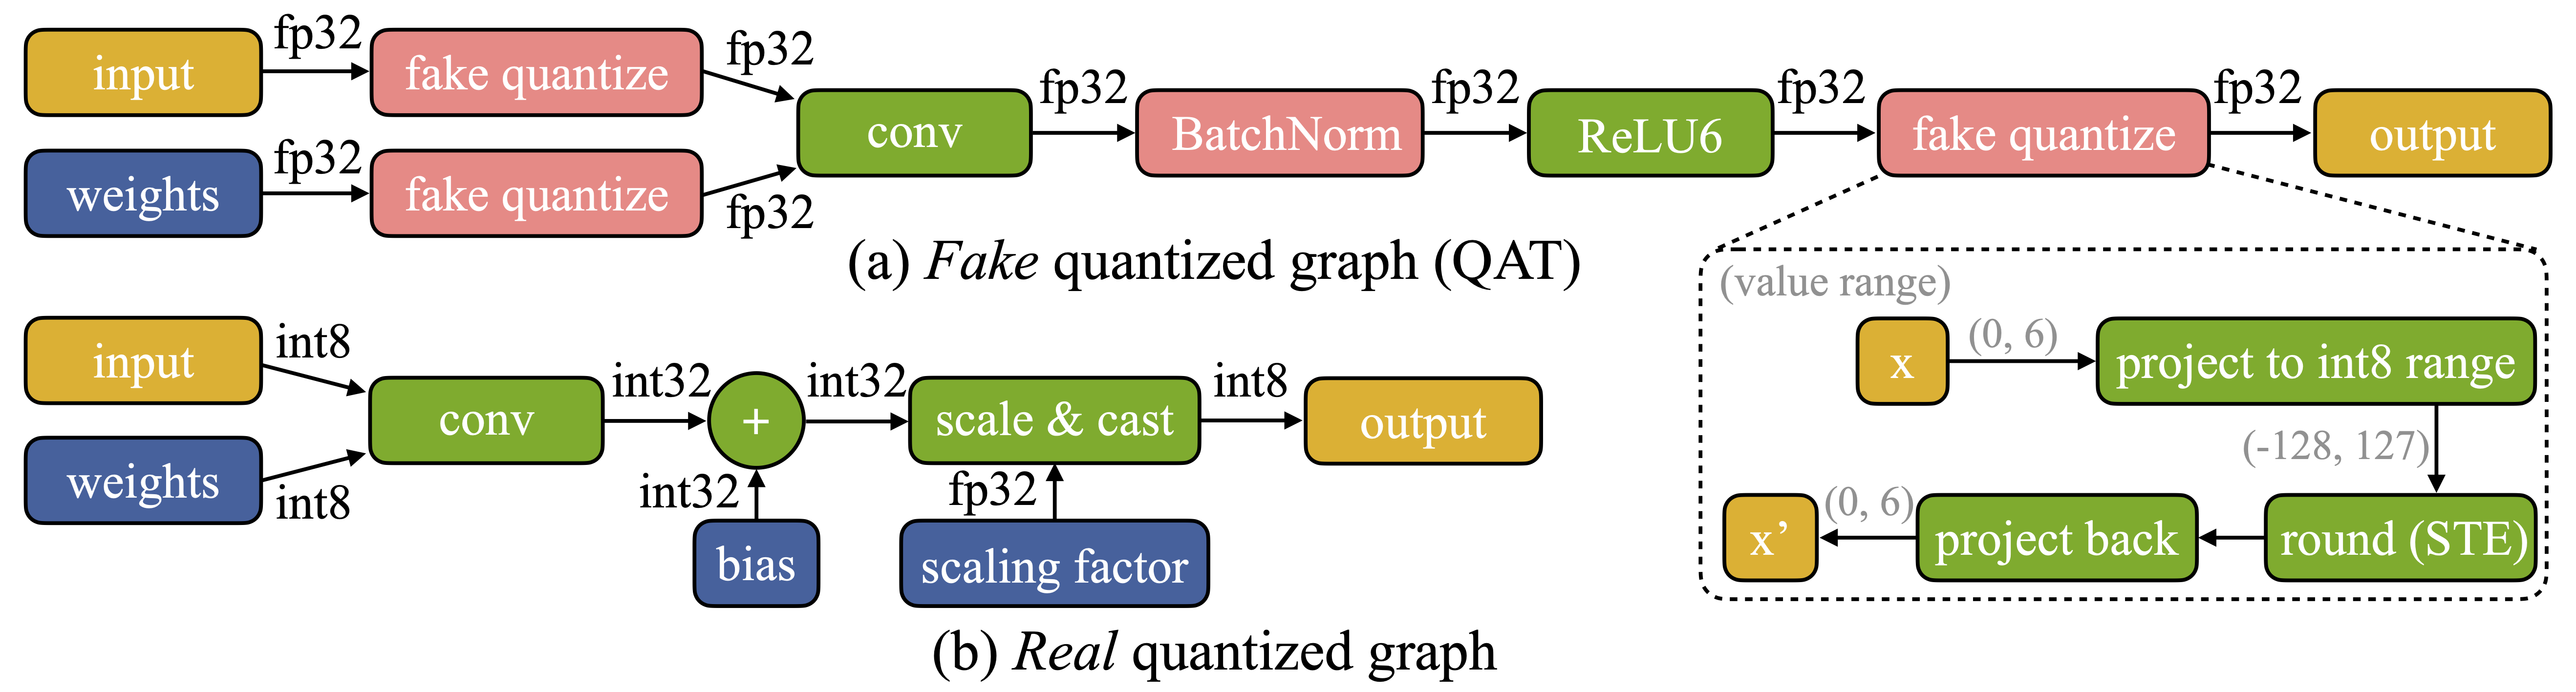 input
fp32
fake quantize
fp32
weights
fp32
fake quantize
fp32
conv
fp32
BatchNorm
fp32
ReLU6
fp32
fake quantize
fp32
output
(a) Fake quantized graph (QAT)
(value range)
x
(0, 6)
project to int8 range
(-128, 127)
round (STE)
project back
(0, 6)
x’
input
int8
weights
int8
conv
int32
+
int32
bias
int32
scale & cast
fp32
scaling factor
int8
output
(b) Real quantized graph